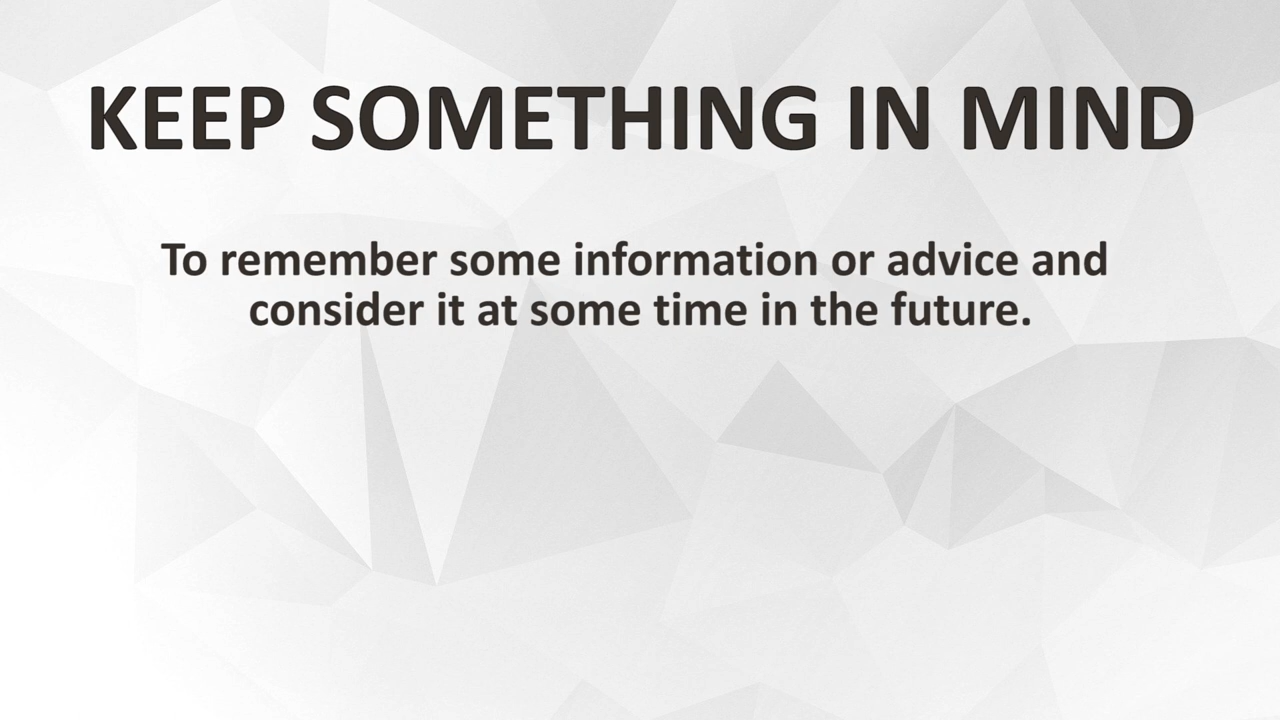 KEEP SOMETHING IN MIND
To remember some information or advice and
consider it at some time in the future.